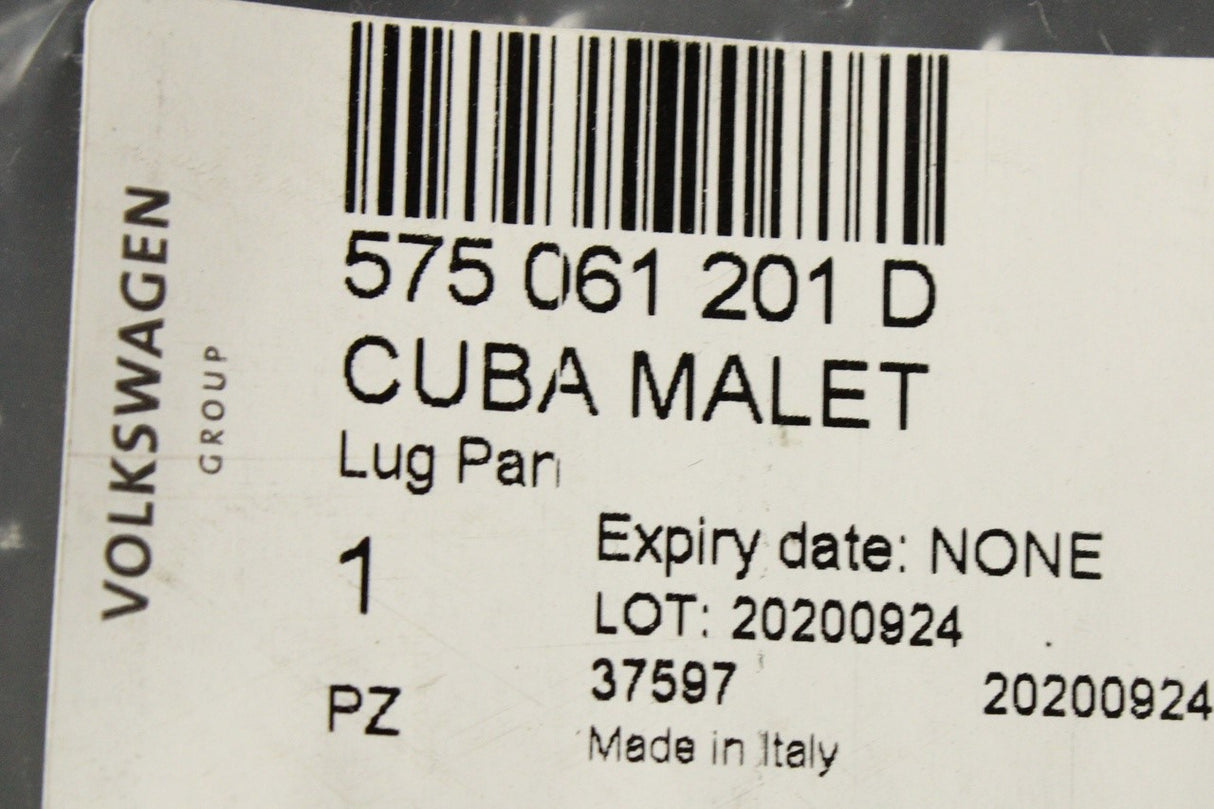 VOLKSWAGEN
GROUP
575 061 201 D
CUBA MALET
Lug Pan
1
PZ
Expiry date: NONE
LOT: 20200924
37597 20200924
Made in Italy